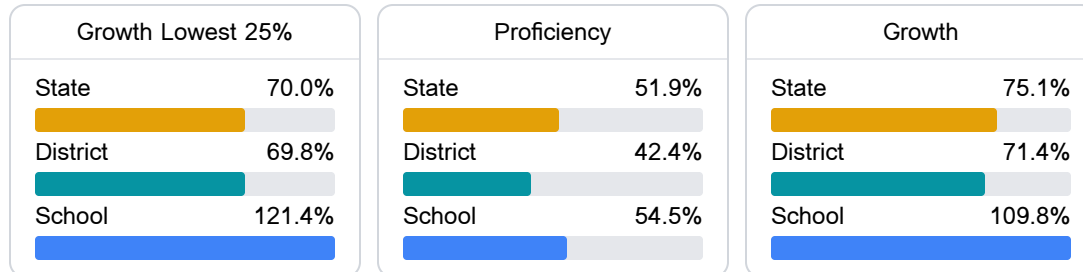 Growth Lowest 25%
State 70.0%
District 69.8%
School 121.4%
Proficiency
State 51.9%
District 42.4%
School 54.5%
Growth
State 75.1%
District 71.4%
School 109.8%